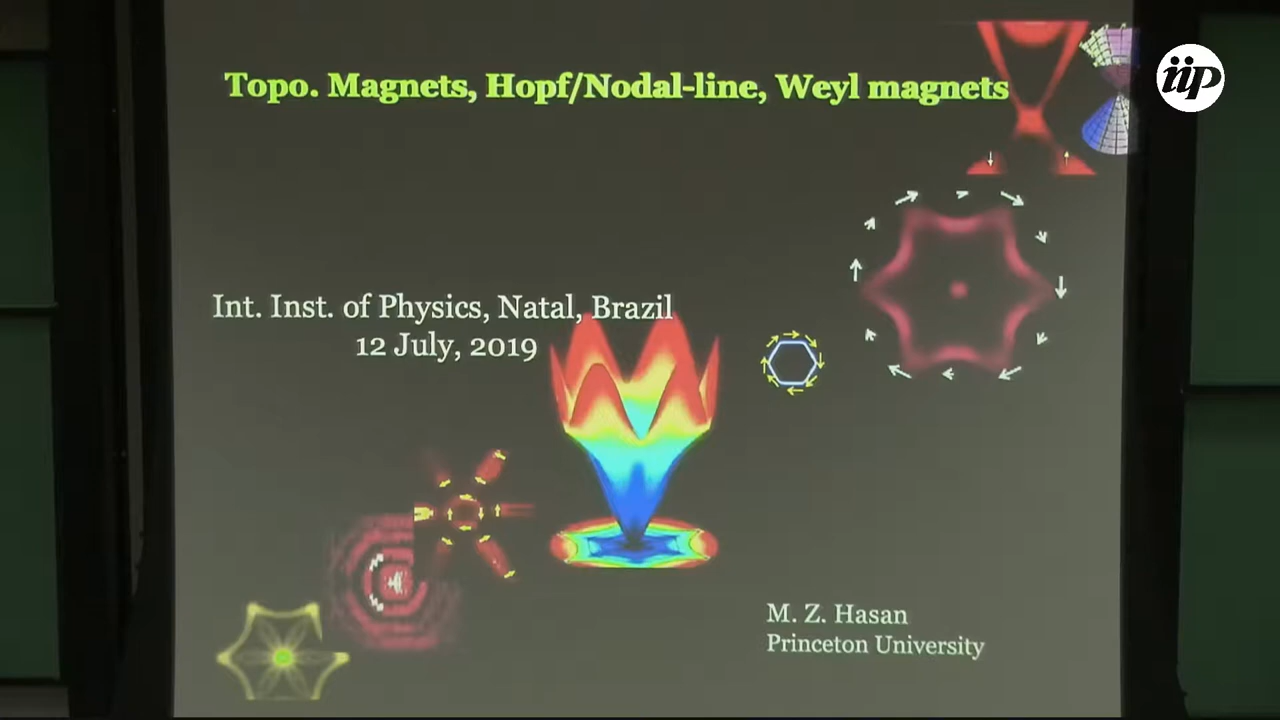 Topo. Magnets, Hopf/Nodal-line, Weyl magnets
iip
Int. Inst. of Physics, Natal, Brazil
12 July, 2019
M. Z. Hasan
Princeton University